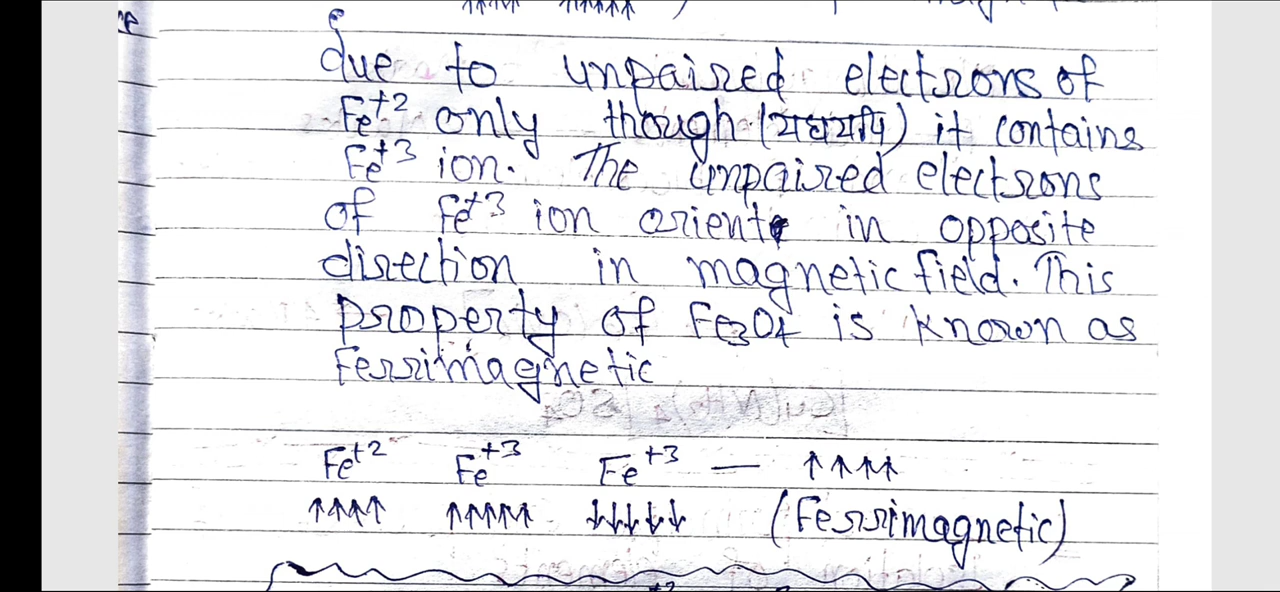 due to unpaired electrons of
Fe+2 only though (यद्यपि) it contains
Fe+3 ion. The unpaired electrons
of Fe+3 ion orient in opposite
direction in magnetic field. This
property of Fe3O4 is known as
Ferrimagnetic
Fe+2 Fe+3 Fe+3 — ↑↑↑↑
↑↑↑↑ ↑↑↑↑↑ ↓↓↓↓↓ (Ferrimagnetic)